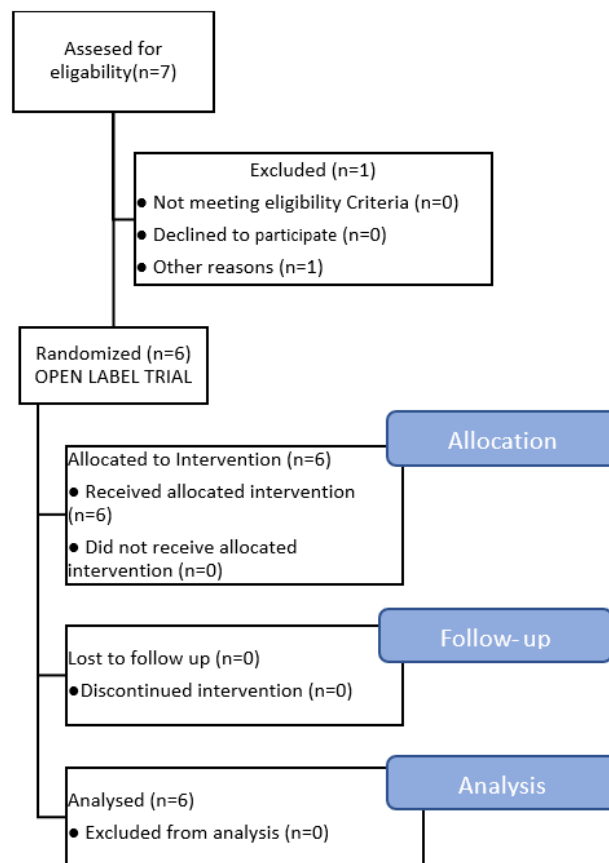 Assesed for
eligability(n=7)
Excluded (n=1)
● Not meeting eligibility Criteria (n=0)
● Declined to participate (n=0)
● Other reasons (n=1)
Randomized (n=6)
OPEN LABEL TRIAL
Allocation
Allocated to Intervention (n=6)
● Received allocated intervention
(n=6)
● Did not receive allocated
intervention (n=0)
Follow-up
Lost to follow up (n=0)
●Discontinued intervention (n=0)
Analysis
Analysed (n=6)
● Excluded from analysis (n=0)